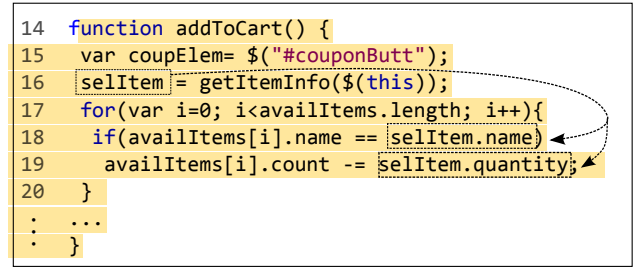 14 function addToCart() {
15 var coupElem= $("#couponButt");
16 selItem = getItemInfo($(this));
17 for(var i=0; i<availItems.length; i++){
18 if(availItems[i].name == selItem.name)
19 availItems[i].count -= selItem.quantity;
20 }
: ...
· }